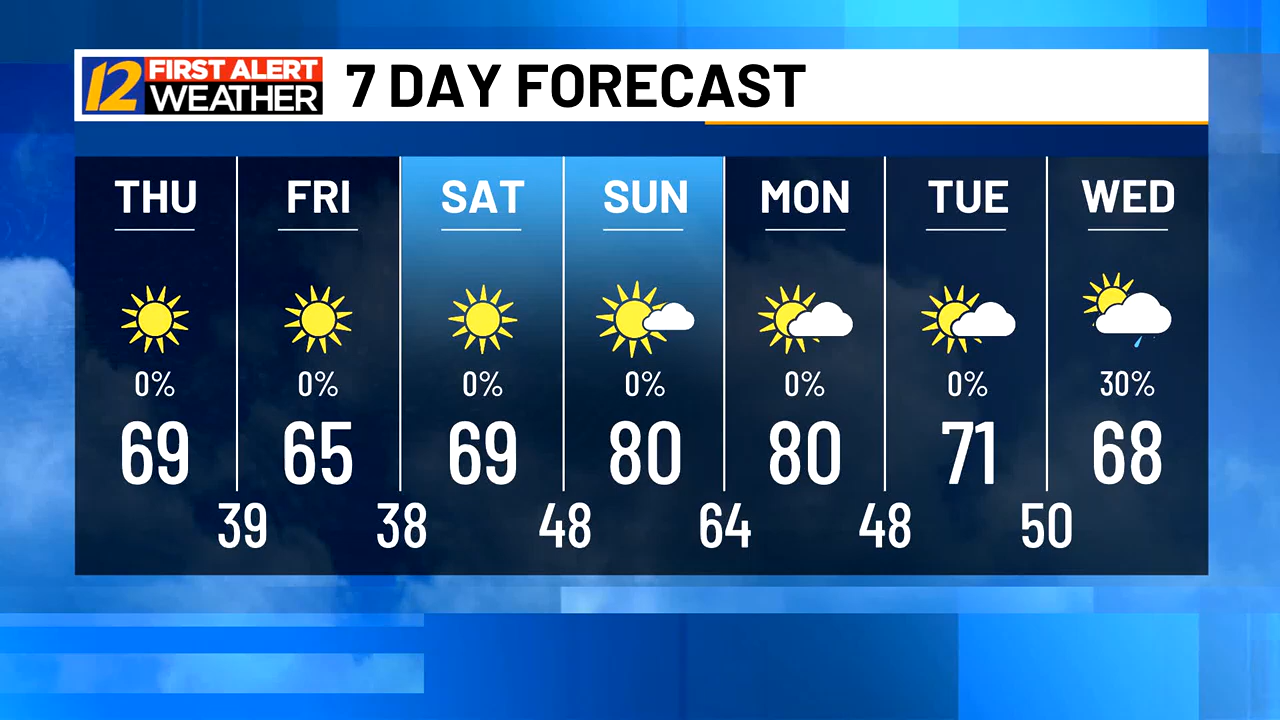 12 FIRST ALERT WEATHER 7 DAY FORECAST
THU FRI SAT SUN MON TUE WED
0% 0% 0% 0% 0% 0% 30%
69 65 69 80 80 71 68
39 38 48 64 48 50